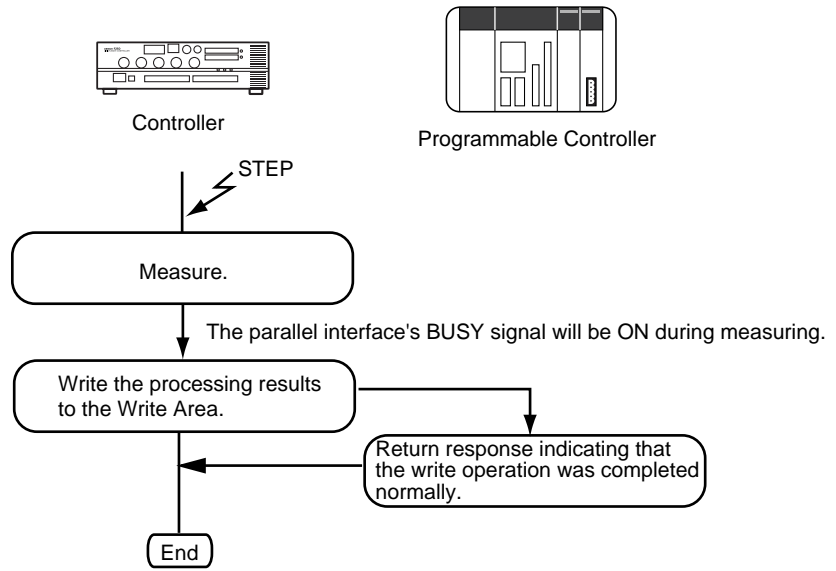 Controller
Programmable Controller
STEP
Measure.
The parallel interface's BUSY signal will be ON during measuring.
Write the processing results
to the Write Area.
Return response indicating that
the write operation was completed
normally.
End